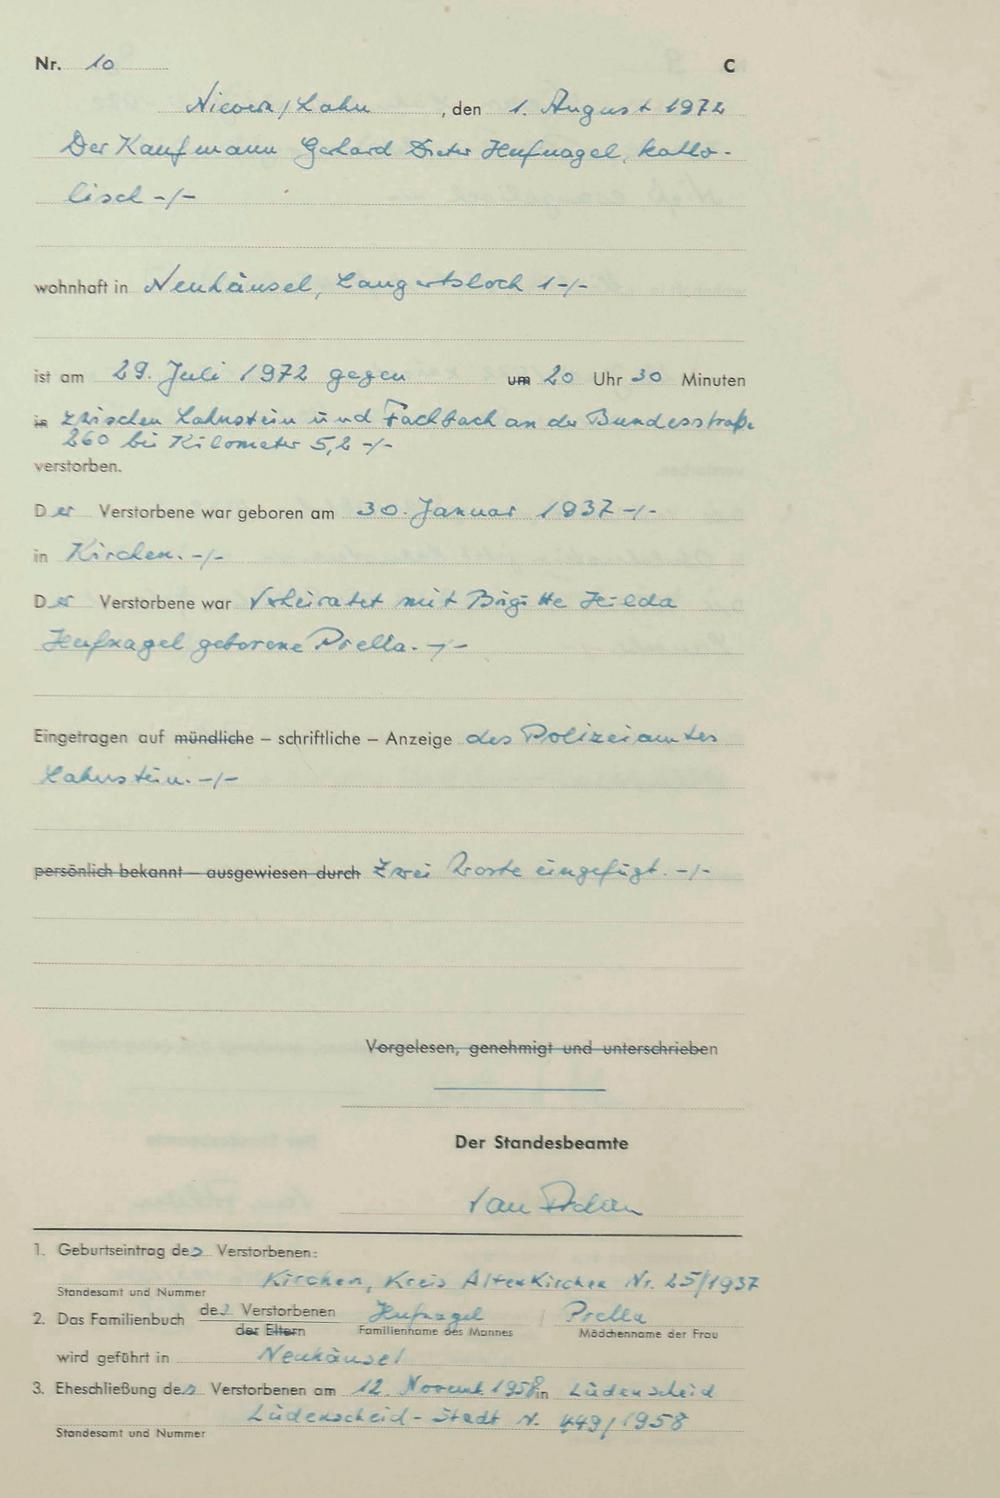 Nr. 10 C
Nievern/Lahn, den 1. August 1972
Der Kaufmann Gerhard Dieter Hufnagel, katho-
lisch -/-
wohnhaft in Neuhäusel, Langertsloch 1 -/-
ist am 29. Juli 1972 gegen um 20 Uhr 30 Minuten
in zwischen Lahnstein und Fachbach an der Bundesstraße
260 bei Kilometer 5,2 -/-
verstorben.
Der Verstorbene war geboren am 30. Januar 1937 -/-
in Kirchen. -/-
Der Verstorbene war verheiratet mit Brigitte Hilda
Hufnagel geborene Prella. -/-
Eingetragen auf mündliche – schriftliche – Anzeige des Polizeiamtes
Lahnstein. -/-
persönlich bekannt – ausgewiesen durch Zwei Worte eingefügt. -/-
Vorgelesen, genehmigt und unterschrieben
Der Standesbeamte
1. Geburtseintrag des Verstorbenen:
Kirchen, Kreis Altenkirchen Nr. 25/1937
Standesamt und Nummer
2. Das Familienbuch des Verstorbenen Hufnagel Prella
der Eltern Familienname des Mannes Mädchenname der Frau
wird geführt in Neuhäusel
3. Eheschließung des Verstorbenen am 12. Novemb. 1958 in Lüdenscheid
Lüdenscheid-Stadt Nr. 449/1958
Standesamt und Nummer